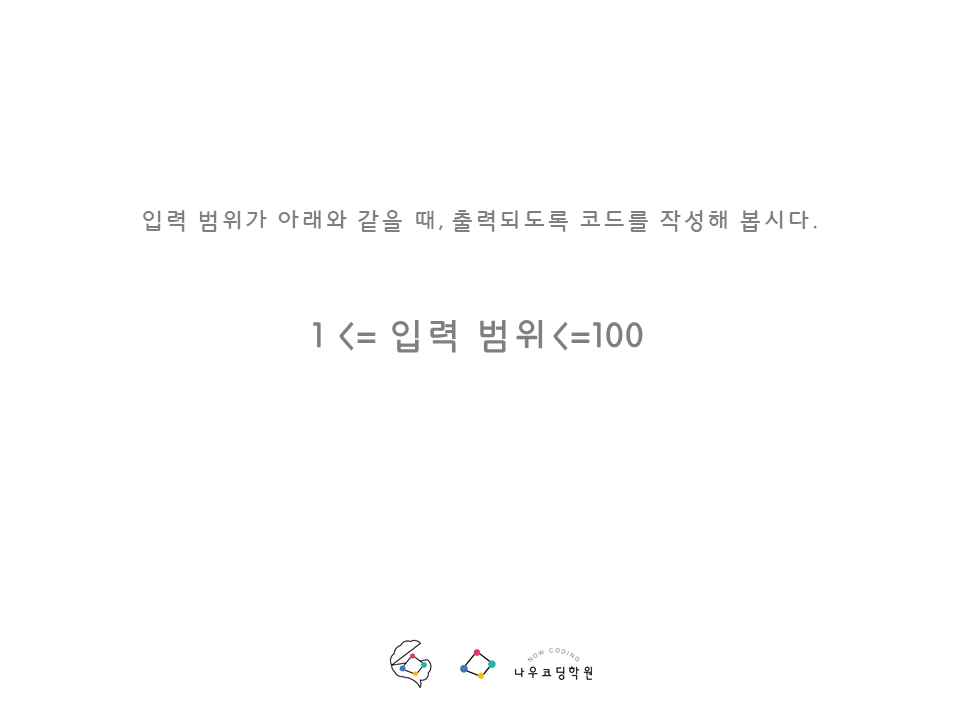 입력 범위가 아래와 같을 때, 출력되도록 코드를 작성해 봅시다.
1 <= 입력 범위<=100
NOW CODING
나우코딩학원